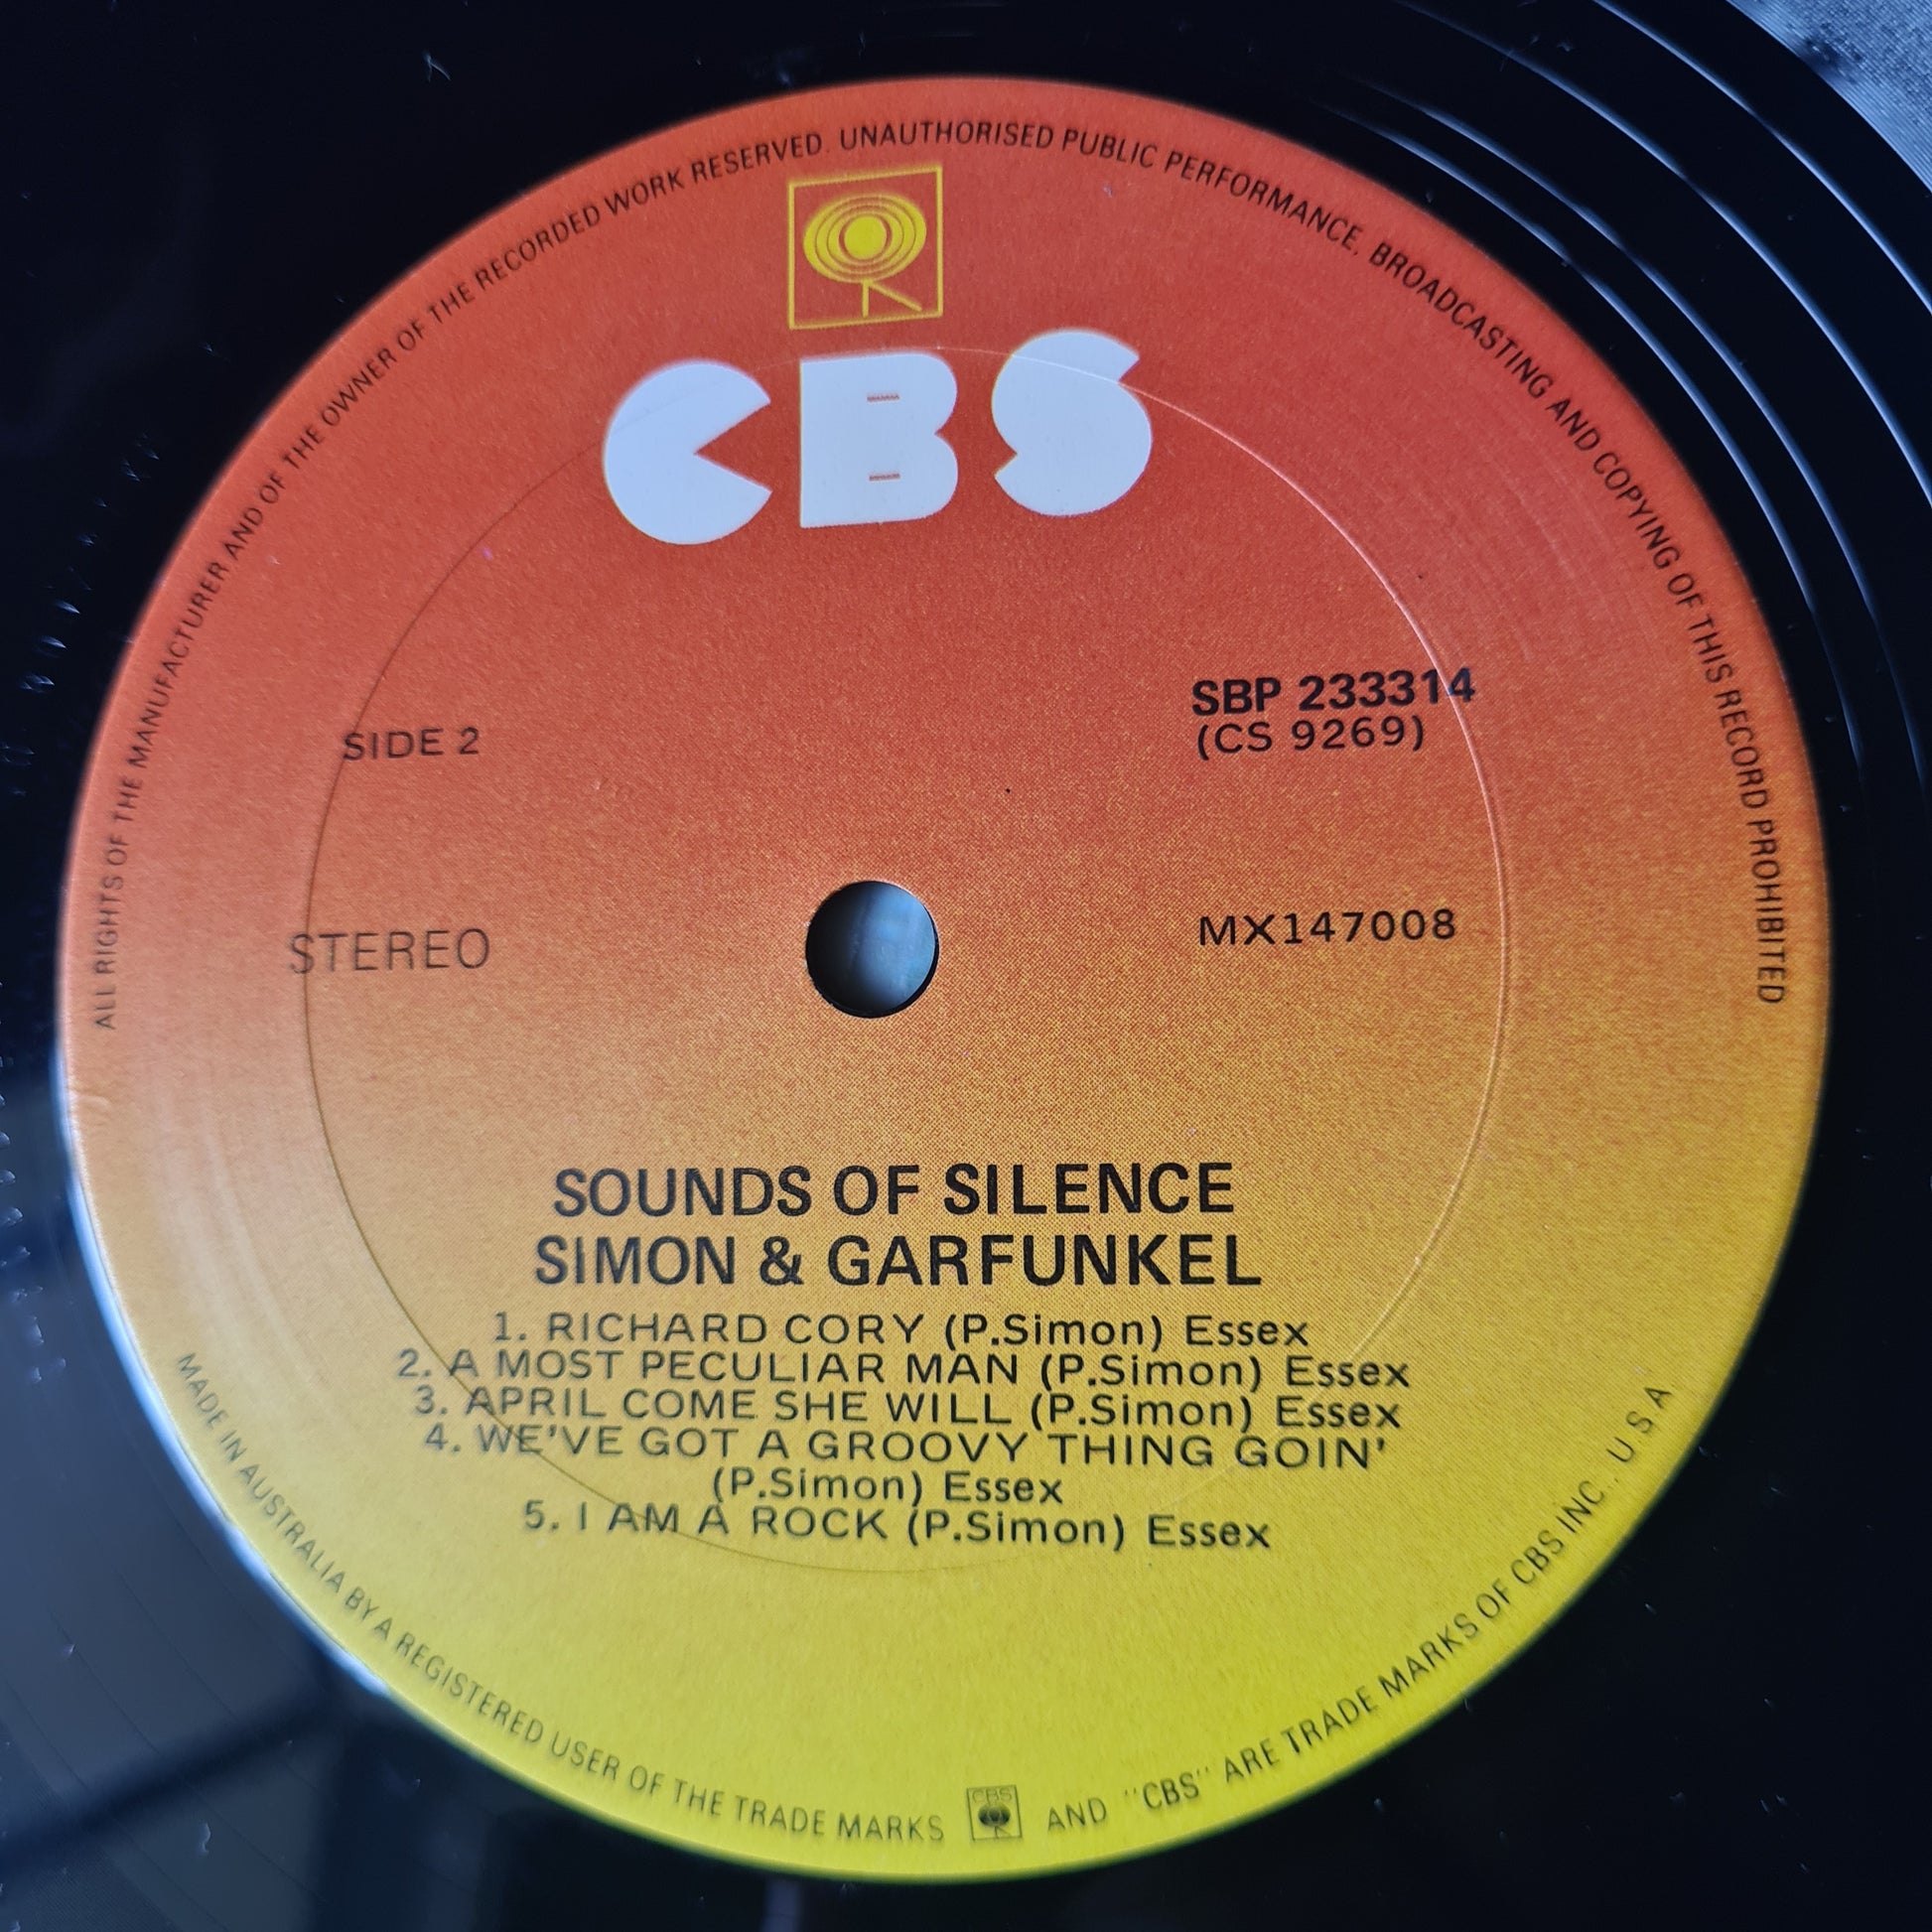 ALL RIGHTS OF THE MANUFACTURER AND OF THE OWNER OF THE RECORDED WORK RESERVED. UNAUTHORISED PUBLIC PERFORMANCE, BROADCASTING AND COPYING OF THIS RECORD PROHIBITED
CBS
SBP 233314
SIDE 2
(CS 9269)
STEREO
MX147008
SOUNDS OF SILENCE
SIMON & GARFUNKEL
1. RICHARD CORY (P.Simon) Essex
2. A MOST PECULIAR MAN (P.Simon) Essex
3. APRIL COME SHE WILL (P.Simon) Essex
4. WE'VE GOT A GROOVY THING GOIN'
(P.Simon) Essex
5. I AM A ROCK (P.Simon) Essex
MADE IN AUSTRALIA BY A REGISTERED USER OF THE TRADE MARKS CBS AND "CBS" ARE TRADE MARKS OF CBS INC., U.S.A.